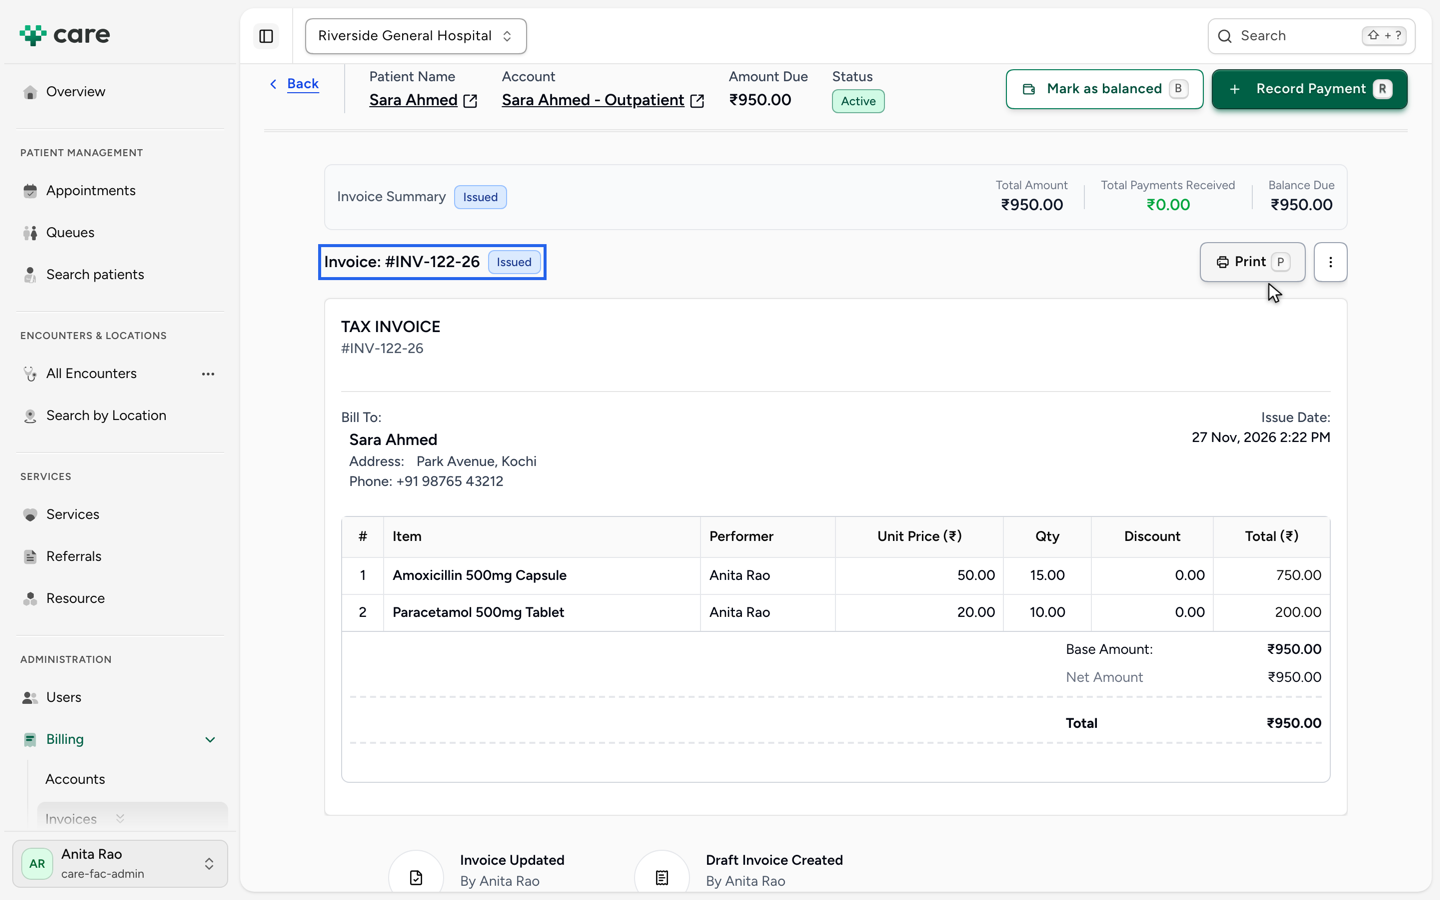 care
Overview
PATIENT MANAGEMENT
Appointments
Queues
Search patients
ENCOUNTERS & LOCATIONS
All Encounters
Search by Location
SERVICES
Services
Referrals
Resource
ADMINISTRATION
Users
Billing
Accounts
Invoices
AR
Anita Rao
care-fac-admin
Riverside General Hospital
Search
⇧ + ?
Back
Patient Name
Sara Ahmed
Account
Sara Ahmed - Outpatient
Amount Due
₹950.00
Status
Active
Mark as balanced B
+ Record Payment R
Invoice Summary Issued
Total Amount
₹950.00
Total Payments Received
₹0.00
Balance Due
₹950.00
Invoice: #INV-122-26 Issued
Print P
TAX INVOICE
#INV-122-26
Bill To:
Sara Ahmed
Address: Park Avenue, Kochi
Phone: +91 98765 43212
Issue Date:
27 Nov, 2026 2:22 PM
# Item Performer Unit Price (₹) Qty Discount Total (₹)
1 Amoxicillin 500mg Capsule Anita Rao 50.00 15.00 0.00 750.00
2 Paracetamol 500mg Tablet Anita Rao 20.00 10.00 0.00 200.00
Base Amount: ₹950.00
Net Amount ₹950.00
Total ₹950.00
Invoice Updated
By Anita Rao
Draft Invoice Created
By Anita Rao